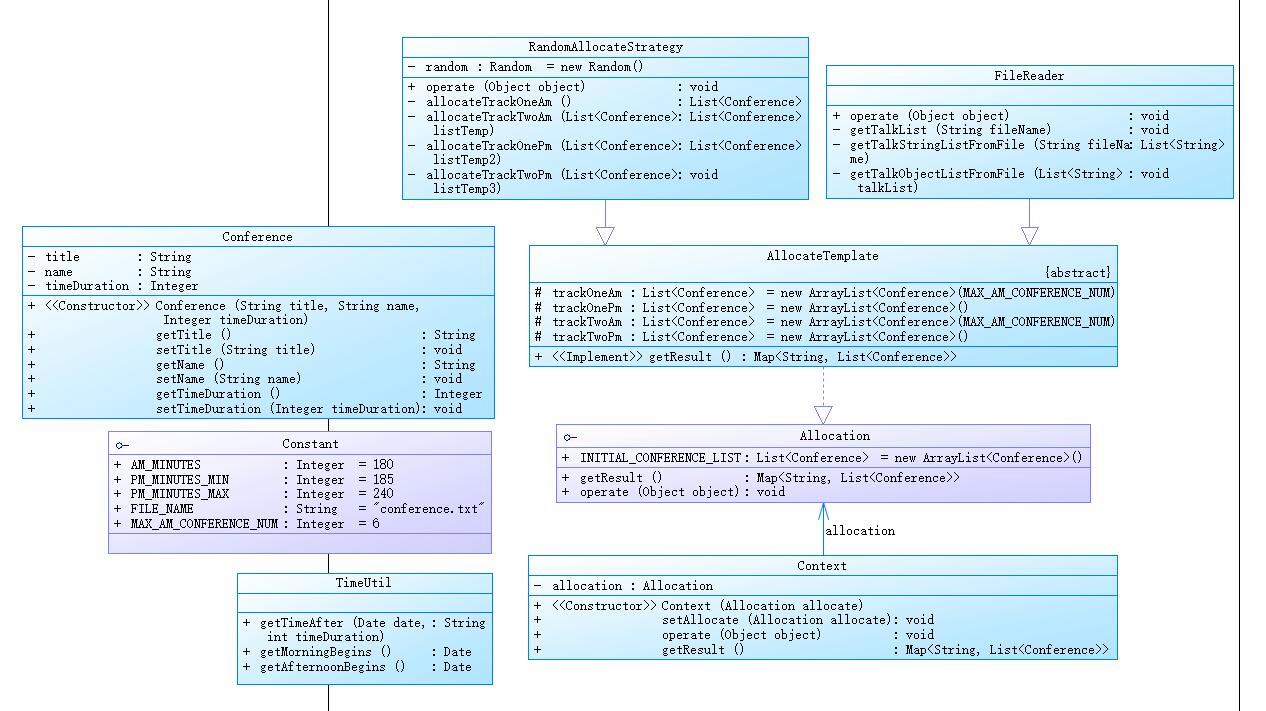 RandomAllocateStrategy
- random : Random = new Random()
+ operate (Object object) : void
- allocateTrackOneAm () : List<Conference>
- allocateTrackTwoAm (List<Conference>: List<Conference>
listTemp)
- allocateTrackOnePm (List<Conference>: List<Conference>
listTemp2)
- allocateTrackTwoPm (List<Conference>: void
listTemp3)
FileReader
+ operate (Object object) : void
- getTalkList (String fileName) : void
- getTalkStringListFromFile (String fileNa: List<String>
me)
- getTalkObjectListFromFile (List<String> : void
talkList)
Conference
- title : String
- name : String
- timeDuration : Integer
+ <<Constructor>> Conference (String title, String name,
Integer timeDuration)
+ getTitle () : String
+ setTitle (String title) : void
+ getName () : String
+ setName (String name) : void
+ getTimeDuration () : Integer
+ setTimeDuration (Integer timeDuration): void
AllocateTemplate
{abstract}
# trackOneAm : List<Conference> = new ArrayList<Conference>(MAX_AM_CONFERENCE_NUM)
# trackOnePm : List<Conference> = new ArrayList<Conference>()
# trackTwoAm : List<Conference> = new ArrayList<Conference>(MAX_AM_CONFERENCE_NUM)
# trackTwoPm : List<Conference> = new ArrayList<Conference>()
+ <<Implement>> getResult () : Map<String, List<Conference>>
Constant
+ AM_MINUTES : Integer = 180
+ PM_MINUTES_MIN : Integer = 185
+ PM_MINUTES_MAX : Integer = 240
+ FILE_NAME : String = "conference.txt"
+ MAX_AM_CONFERENCE_NUM : Integer = 6
Allocation
+ INITIAL_CONFERENCE_LIST : List<Conference> = new ArrayList<Conference>()
+ getResult () : Map<String, List<Conference>>
+ operate (Object object) : void
allocation
TimeUtil
+ getTimeAfter (Date date, : String
int timeDuration)
+ getMorningBegins () : Date
+ getAfternoonBegins () : Date
Context
- allocation : Allocation
+ <<Constructor>> Context (Allocation allocate)
+ setAllocate (Allocation allocate): void
+ operate (Object object) : void
+ getResult () : Map<String, List<Conference>>